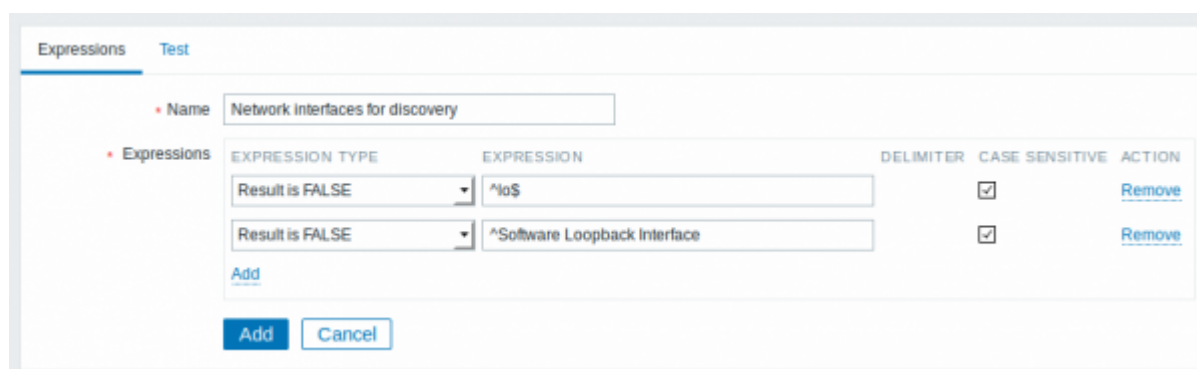 Expressions Test
* Name Network interfaces for discovery
* Expressions EXPRESSION TYPE EXPRESSION DELIMITER CASE SENSITIVE ACTION
Result is FALSE ^lo$ Remove
Result is FALSE ^Software Loopback Interface Remove
Add
Add Cancel